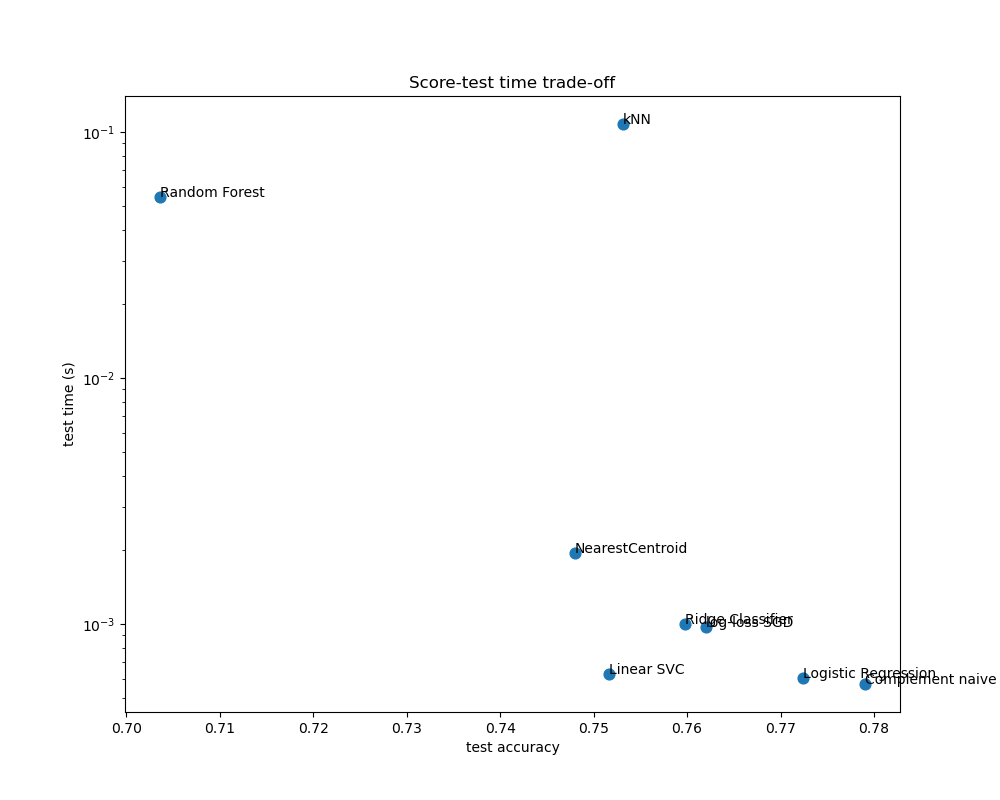 Score-test time trade-off
kNN
Random Forest
NearestCentroid
Ridge Classifier
log-loss SGD
Linear SVC
Logistic Regression
Complement naive
10⁻¹
10⁻²
10⁻³
test time (s)
0.70 0.71 0.72 0.73 0.74 0.75 0.76 0.77 0.78
test accuracy